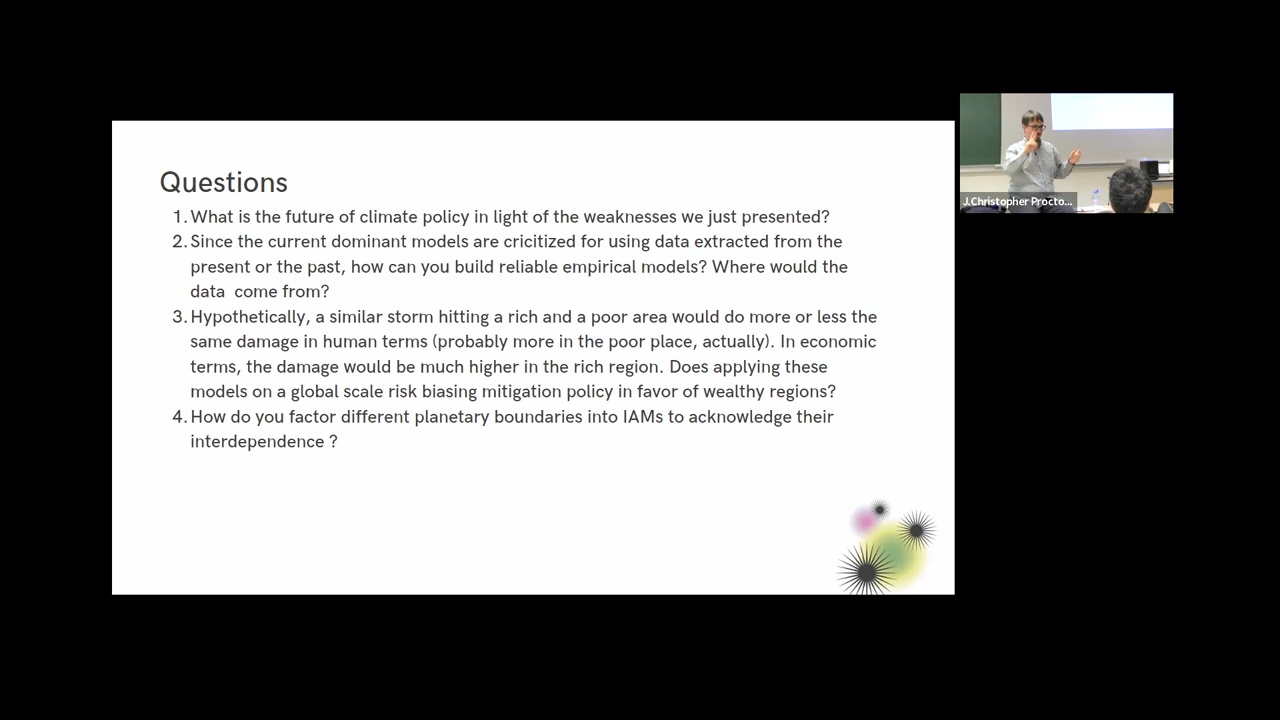 Questions
1. What is the future of climate policy in light of the weaknesses we just presented?
2. Since the current dominant models are cricitized for using data extracted from the
present or the past, how can you build reliable empirical models? Where would the
data  come from?
3. Hypothetically, a similar storm hitting a rich and a poor area would do more or less the
same damage in human terms (probably more in the poor place, actually). In economic
terms, the damage would be much higher in the rich region. Does applying these
models on a global scale risk biasing mitigation policy in favor of wealthy regions?
4. How do you factor different planetary boundaries into IAMs to acknowledge their
interdependence ?
J.Christopher Procto...